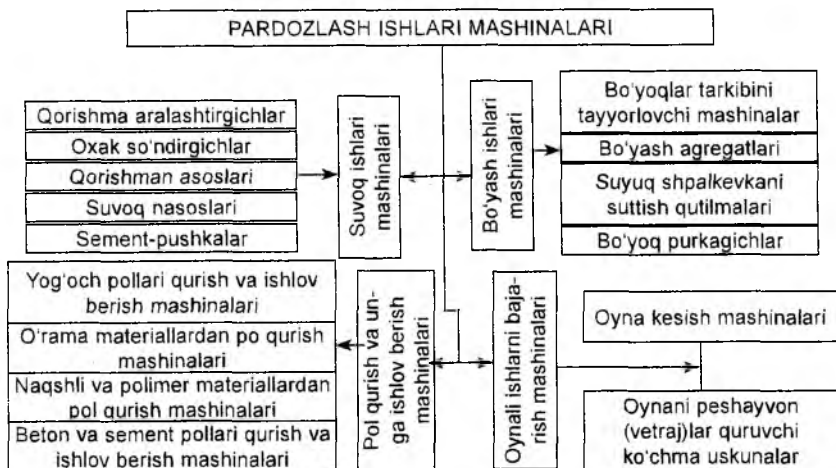 PARDOZLASH ISHLARI MASHINALARI
Qorishma aralashtirgichlar
Oxak so'ndirgichlar
Qorishman asoslari
Suvoq nasoslari
Sement-pushkalar
Suvoq ishlari
mashinalari
Bo'yash ishlari
mashinalari
Bo'yoqlar tarkibini
tayyorlovchi mashinalar
Bo'yash agregatlari
Suyuq shpalkevkani
suttish qutilmalari
Bo'yoq purkagichlar
Yog'och pollari qurish va ishlov
berish mashinalari
O'rama materiallardan po qurish
mashinalari
Naqshli va polimer materiallardan
pol qurish mashinalari
Beton va sement pollari qurish va
ishlov berish mashinalari
Pol qurish va un-
ga ishlov berish
mashinalari
Oynali ishlarni baja-
rish mashinalari
Oyna kesish mashinalari
Oynani peshayvon
(vetraj)lar quruvchi
ko'chma uskunalar